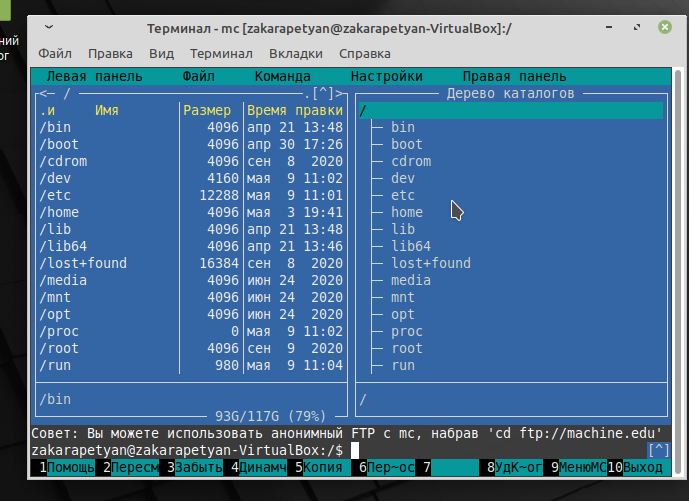 ний
ог
Терминал - mc [zakarapetyan@zakarapetyan-VirtualBox]:/
Файл Правка Вид Терминал Вкладки Справка
Левая панель Файл Команда Настройки Правая панель
<─ / .[^]> Дерево каталогов
.и Имя Размер Время правки /
/bin 4096 апр 21 13:48 bin
/boot 4096 апр 30 17:26 boot
/cdrom 4096 сен 8 2020 cdrom
/dev 4160 мая 9 11:02 dev
/etc 12288 мая 9 11:01 etc
/home 4096 мая 3 19:41 home
/lib 4096 апр 21 13:48 lib
/lib64 4096 апр 21 13:46 lib64
/lost+found 16384 сен 8 2020 lost+found
/media 4096 июн 24 2020 media
/mnt 4096 июн 24 2020 mnt
/opt 4096 июн 24 2020 opt
/proc 0 мая 9 11:02 proc
/root 4096 сен 9 2020 root
/run 980 мая 9 11:04 run
/bin /
93G/117G (79%)
Совет: Вы можете использовать анонимный FTP с mc, набрав 'cd ftp://machine.edu'
zakarapetyan@zakarapetyan-VirtualBox:/$ [^]
1Помощь 2Пересм 3Забыть 4Динамч 5Копия 6Пер~ос 7 8УдК~ог 9МенюMC 10Выход